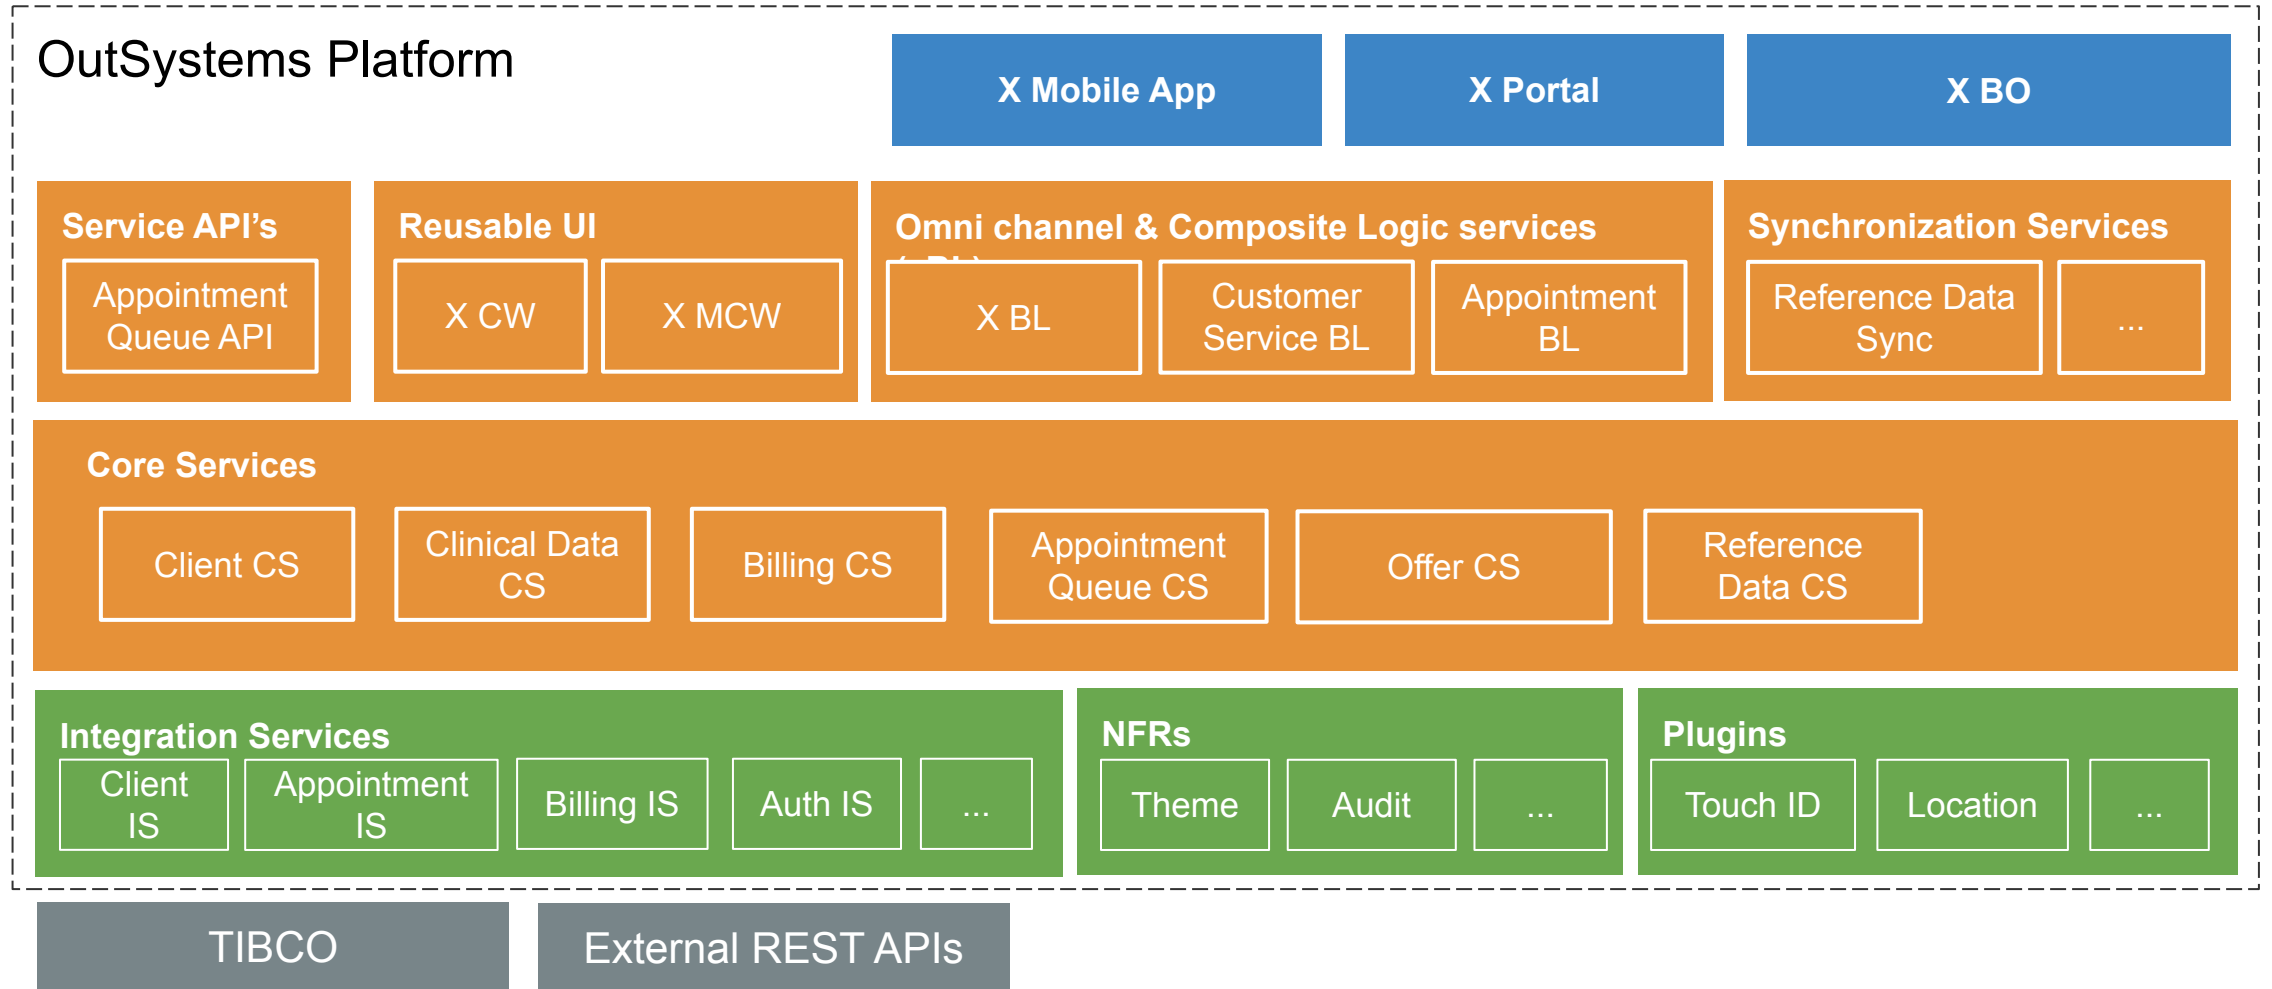 OutSystems Platform
X Mobile App
X Portal
X BO
Service API’s
Appointment
Queue API
Reusable UI
X CW
X MCW
Omni channel & Composite Logic services
X BL
Customer
Service BL
Appointment
BL
Synchronization Services
Reference Data
Sync
...
Core Services
Client CS
Clinical Data
CS
Billing CS
Appointment
Queue CS
Offer CS
Reference
Data CS
Integration Services
Client
IS
Appointment
IS
Billing IS
Auth IS
...
NFRs
Theme
Audit
...
Plugins
Touch ID
Location
...
TIBCO
External REST APIs